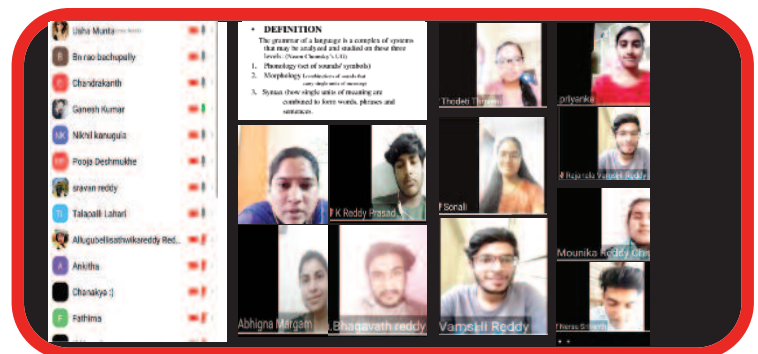 Usha Munta
B
Bn rao bachupally
Chandrakanth
Ganesh Kumar
NK
Nikhil kanugula
Pooja Deshmukhe
sravan reddy
Talapalli Lahari
Allugubellisathwikareddy Red...
A
Ankitha
Chanakya :)
F
Fathima
• DEFINITION
The grammar of a language is a complex of systems
that may be analyzed and studied on these three
levels:
1. Phonology (set of sounds/ symbols)
2. Morphology
3. Syntax (how single units of meaning are
combined to form words, phrases and
sentences.
K Reddy Prasad
Abhigna Margam
.Bhagavath reddy
Thodeti
Sonali
Vamshi Reddy
priyanka
Vamshi Reddy
Mounika Reddy